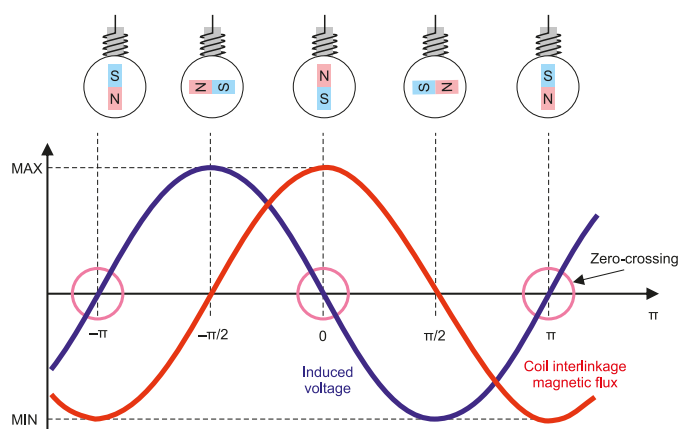 S
N
N S
N
S
S N
S
N
MAX
Zero-crossing
−π
−π/2
0
π/2
π
π
Induced
voltage
Coil interlinkage
magnetic flux
MIN